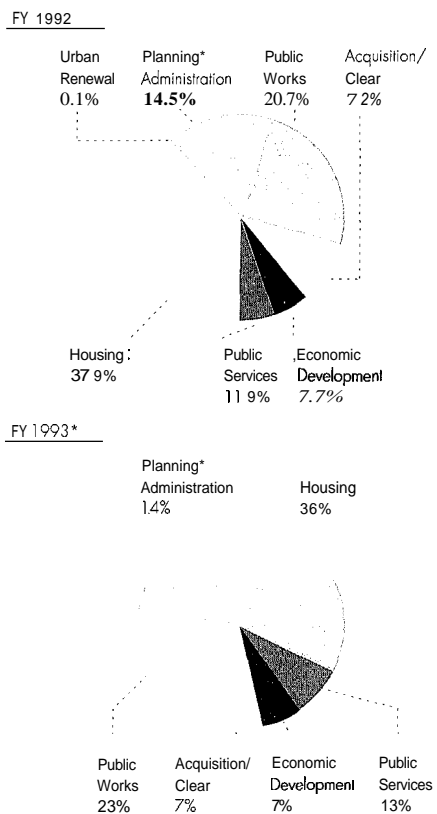 FY 1992
Urban Renewal 0.1%
Planning* Administration 14.5%
Public Works 20.7%
Acquisition/ Clear 7 2%
Housing 37 9%
Public Services 11 9%
Economic Development 7.7%
FY 1993*
Planning* Administration 1.4%
Housing 36%
Public Works 23%
Acquisition/ Clear 7%
Economic Development 7%
Public Services 13%